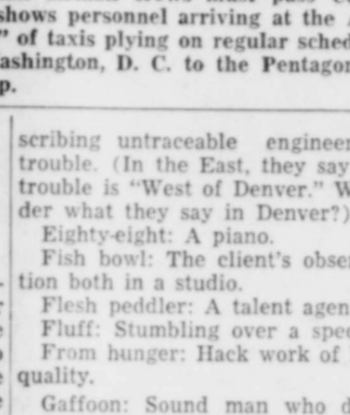 shows personnel arriving at the
" of taxis plying on regular sched
ashington, D. C. to the Pentagon
p.
scribing untraceable engineer
trouble. (In the East, they say
trouble is "West of Denver." W
der what they say in Denver?)
Eighty-eight: A piano.
Fish bowl: The client's obser
tion both in a studio.
Flesh peddler: A talent agen
Fluff: Stumbling over a spee
From hunger: Hack work of
quality.
Gaffoon: Sound man who d